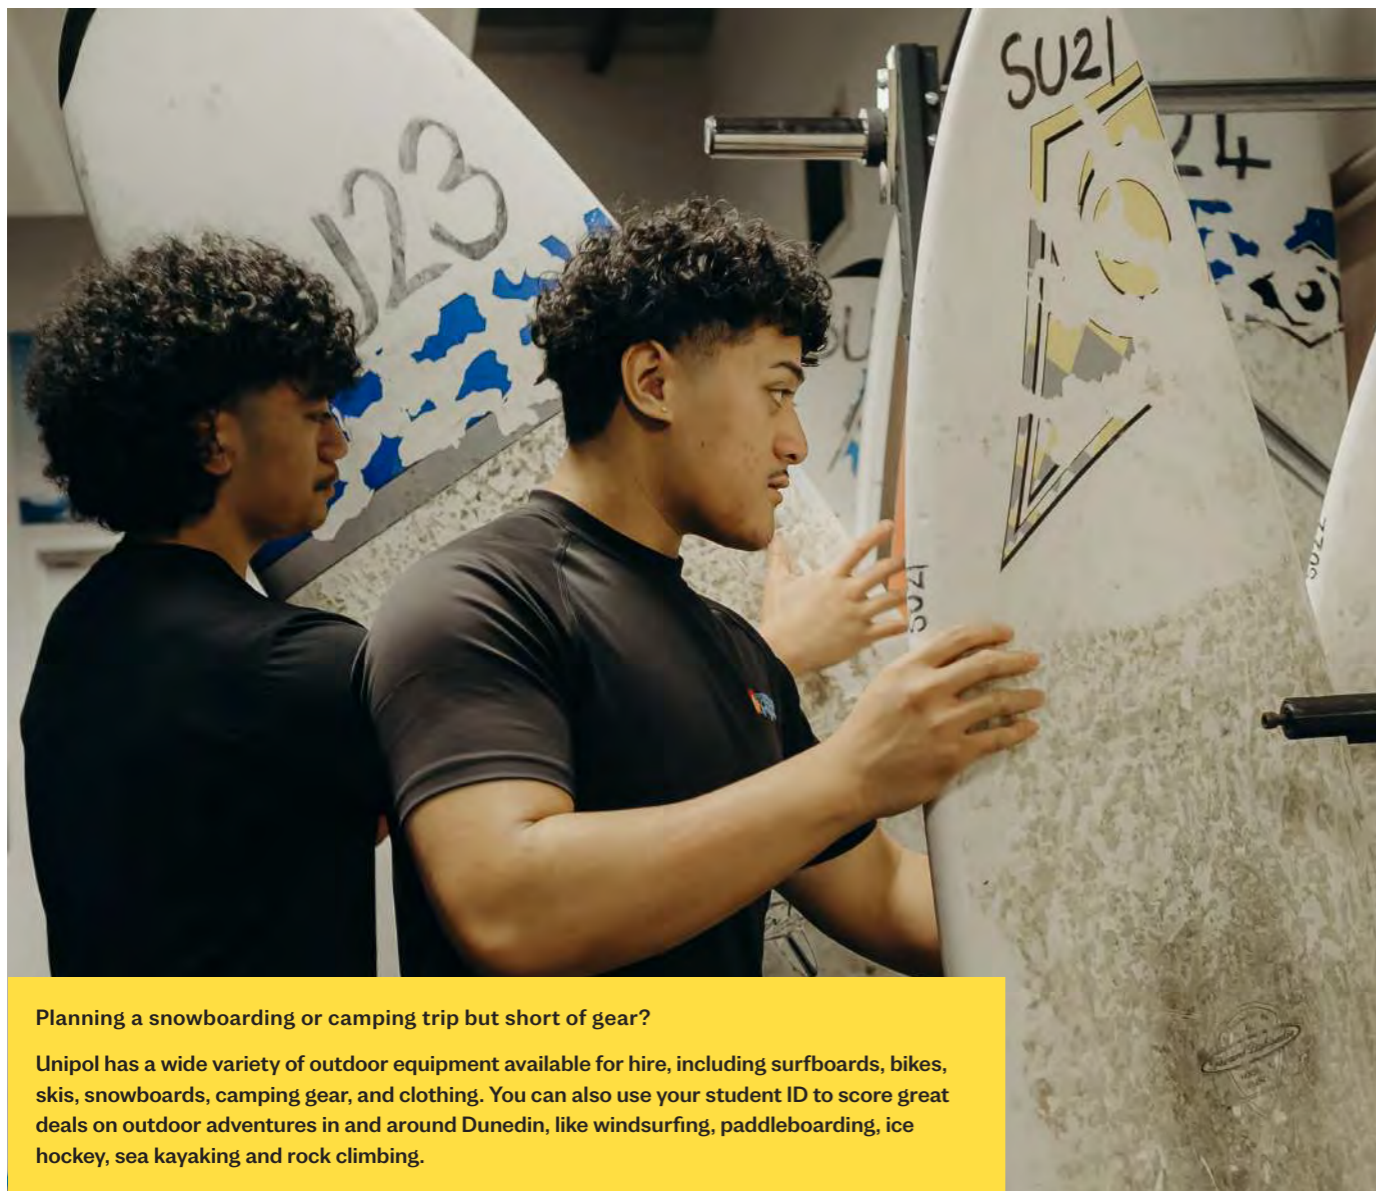 SU21
J23
24
SU
SU21
SU22
Planning a snowboarding or camping trip but short of gear?
Unipol has a wide variety of outdoor equipment available for hire, including surfboards, bikes,
skis, snowboards, camping gear, and clothing. You can also use your student ID to score great
deals on outdoor adventures in and around Dunedin, like windsurfing, paddleboarding, ice
hockey, sea kayaking and rock climbing.